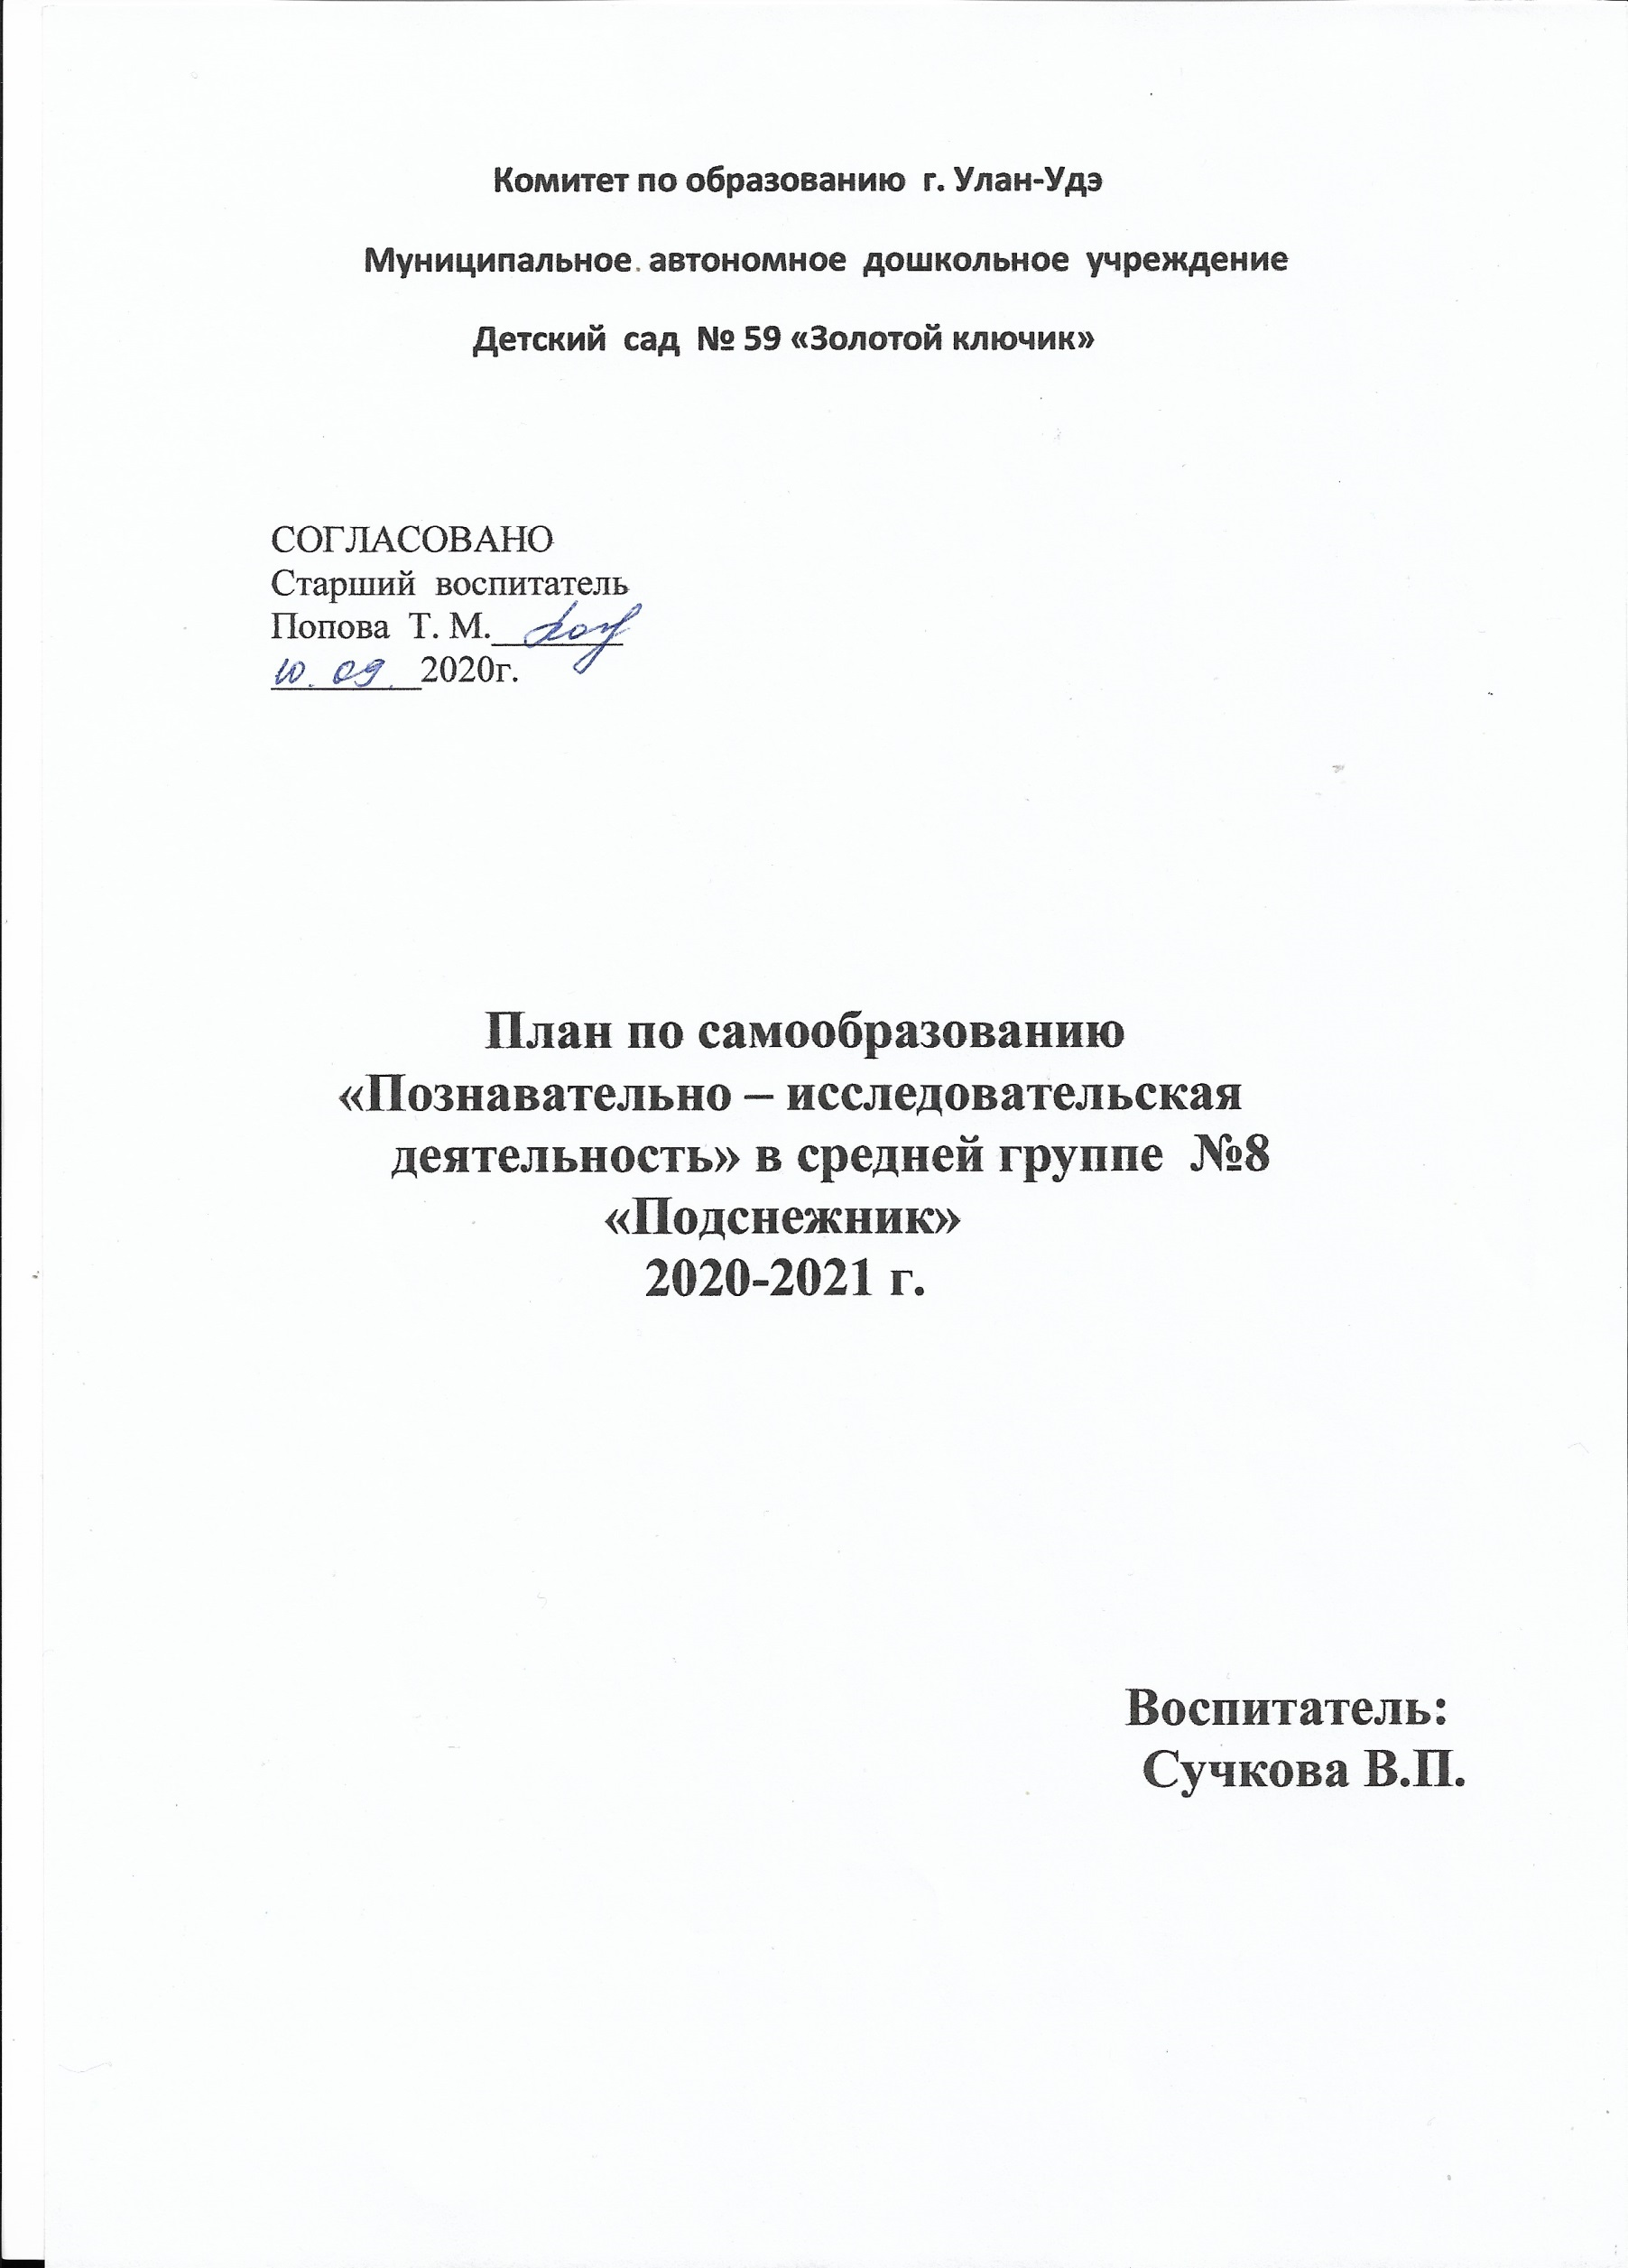 Комитет по образованию г. Улан-Удэ
Муниципальное автономное дошкольное учреждение
Детский сад № 59 «Золотой ключик»
СОГЛАСОВАНО
Старший воспитатель
Попова Т. М.
10. 09. 2020г.
План по самообразованию
«Познавательно – исследовательская
деятельность» в средней группе №8
«Подснежник»
2020-2021 г.
Воспитатель:
Сучкова В.П.